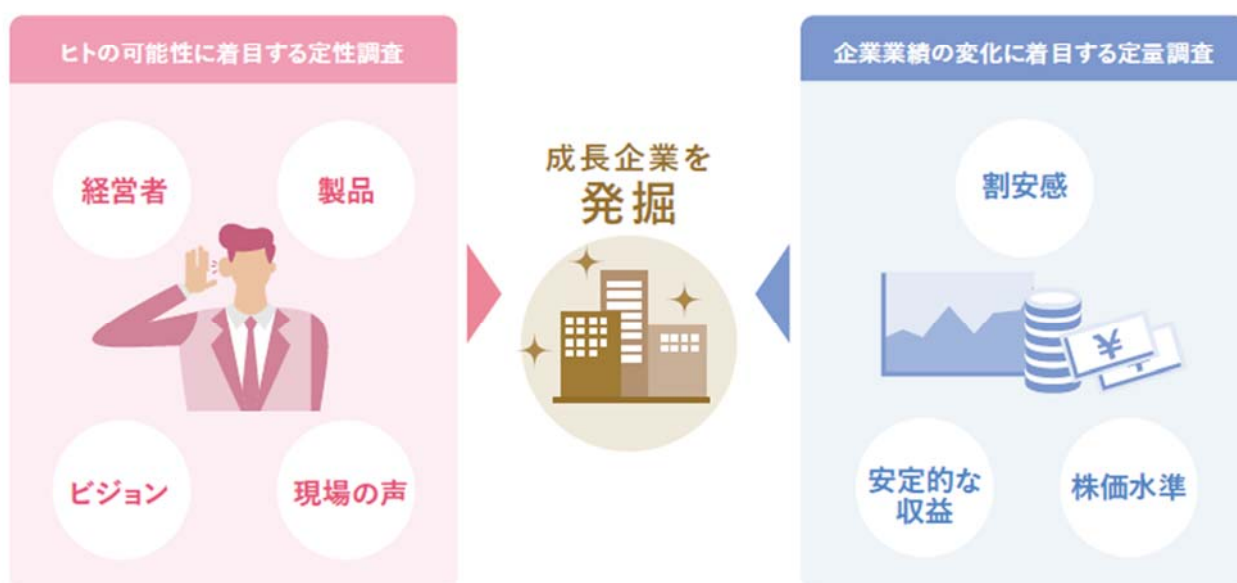 ヒトの可能性に着目する定性調査
経営者
製品
ビジョン
現場の声
成長企業を
発掘
企業業績の変化に着目する定量調査
割安感
¥
安定的な
収益
株価水準